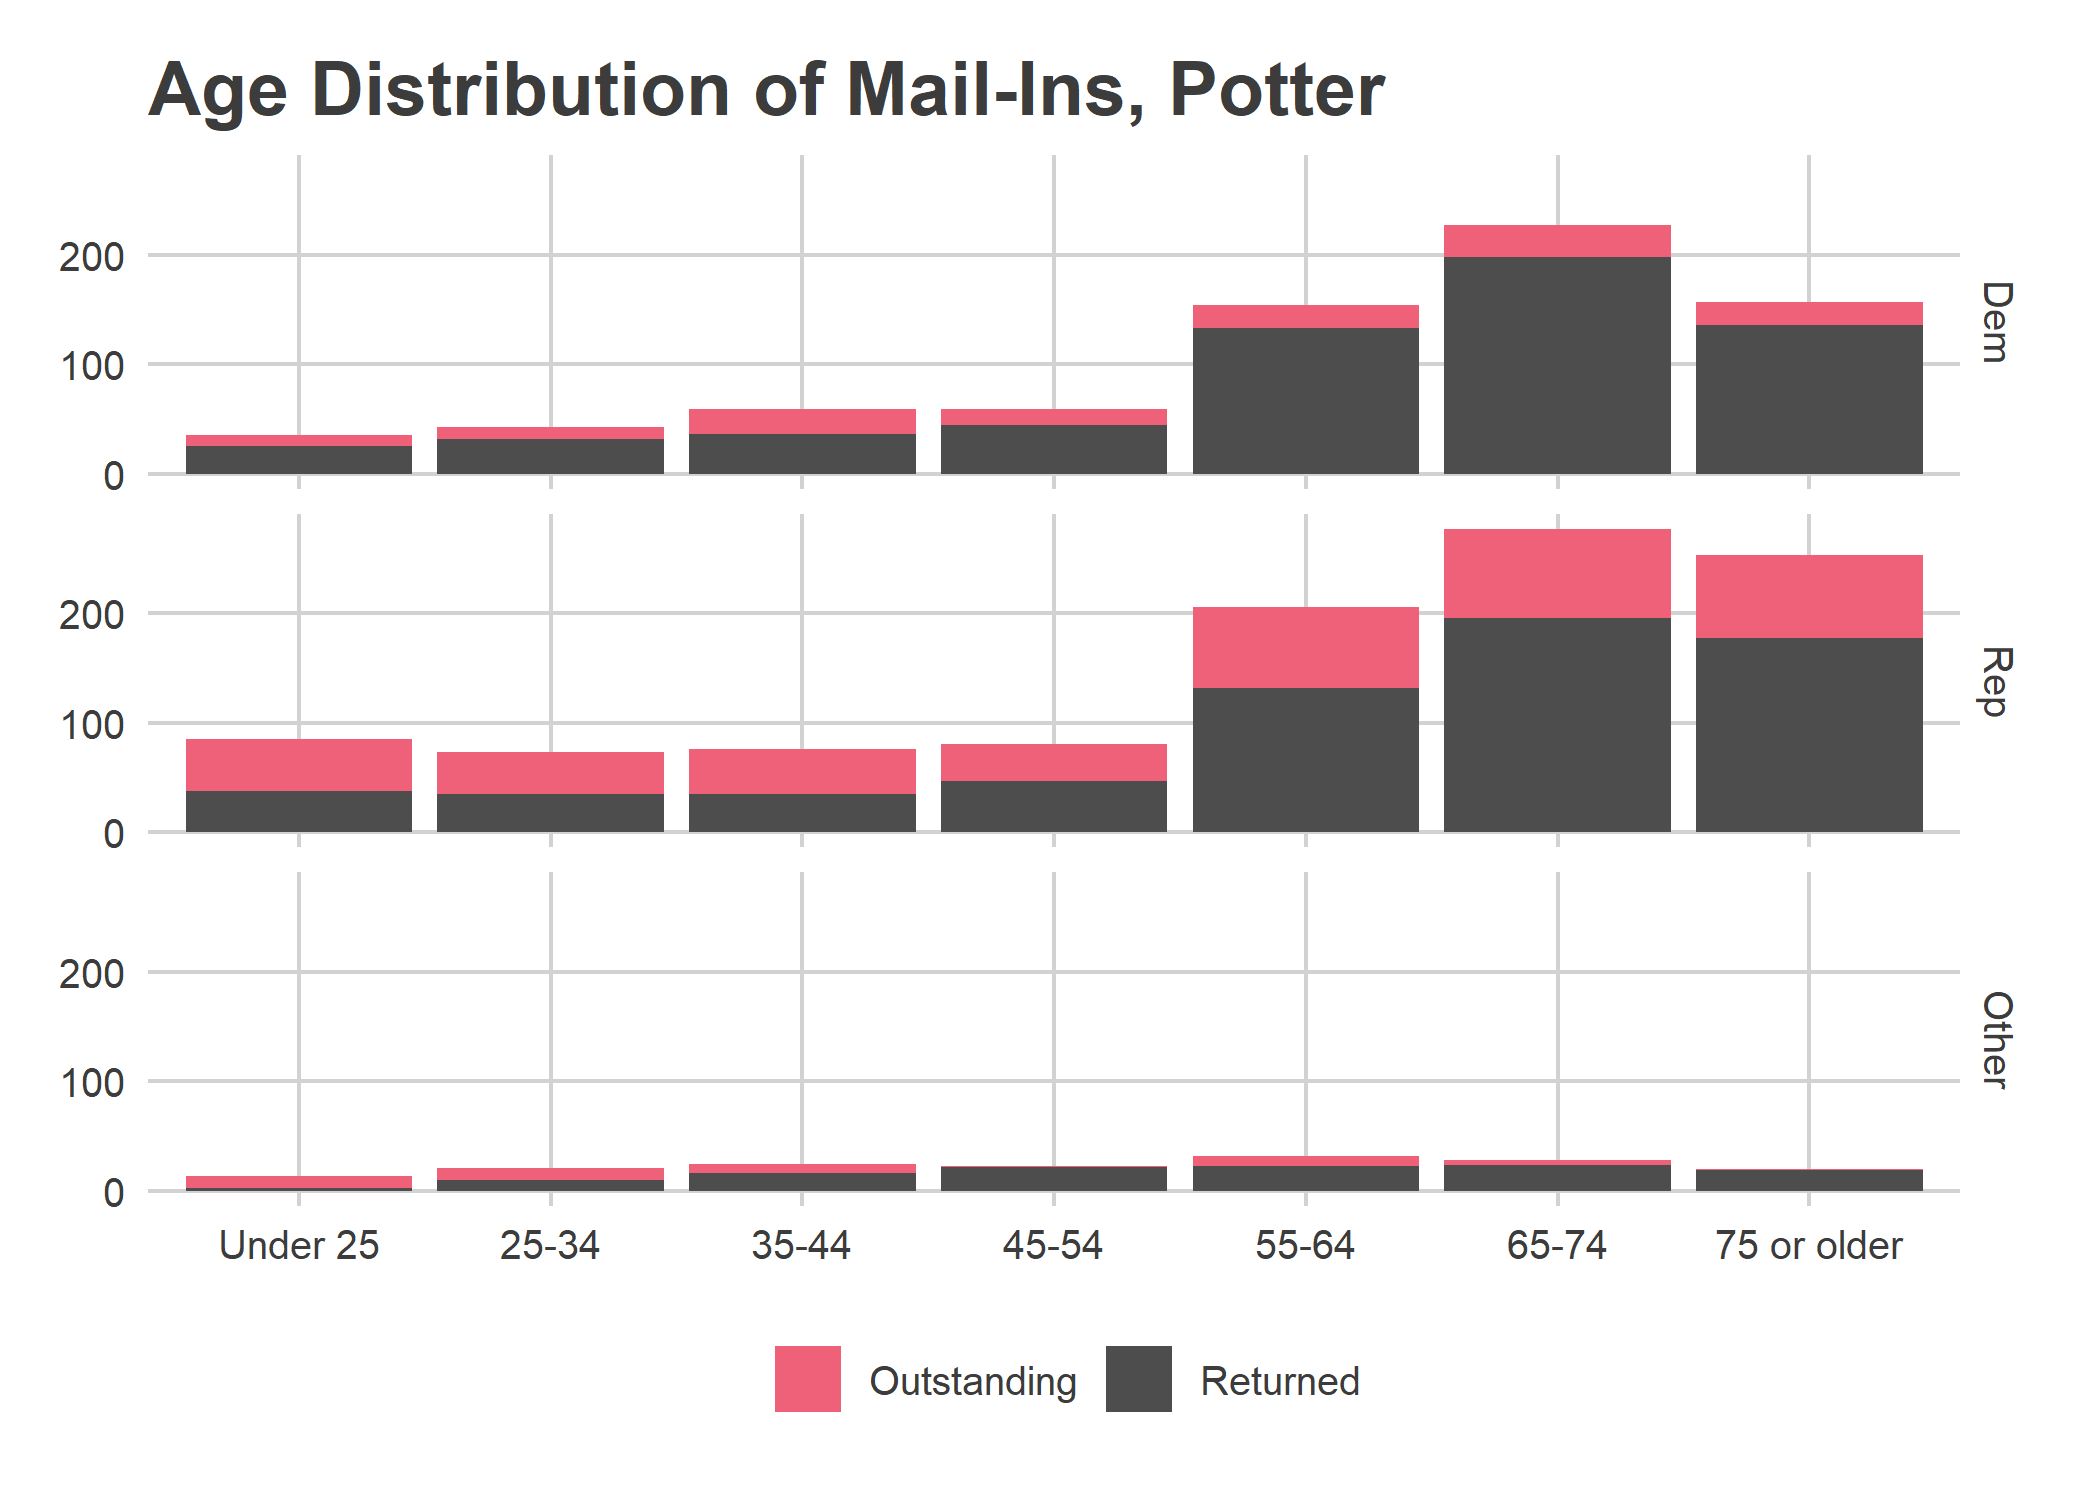 Age Distribution of Mail-Ins, Potter
200
100
0
Dem
200
100
0
Rep
200
100
0
Other
Under 25 25-34 35-44 45-54 55-64 65-74 75 or older
Outstanding Returned